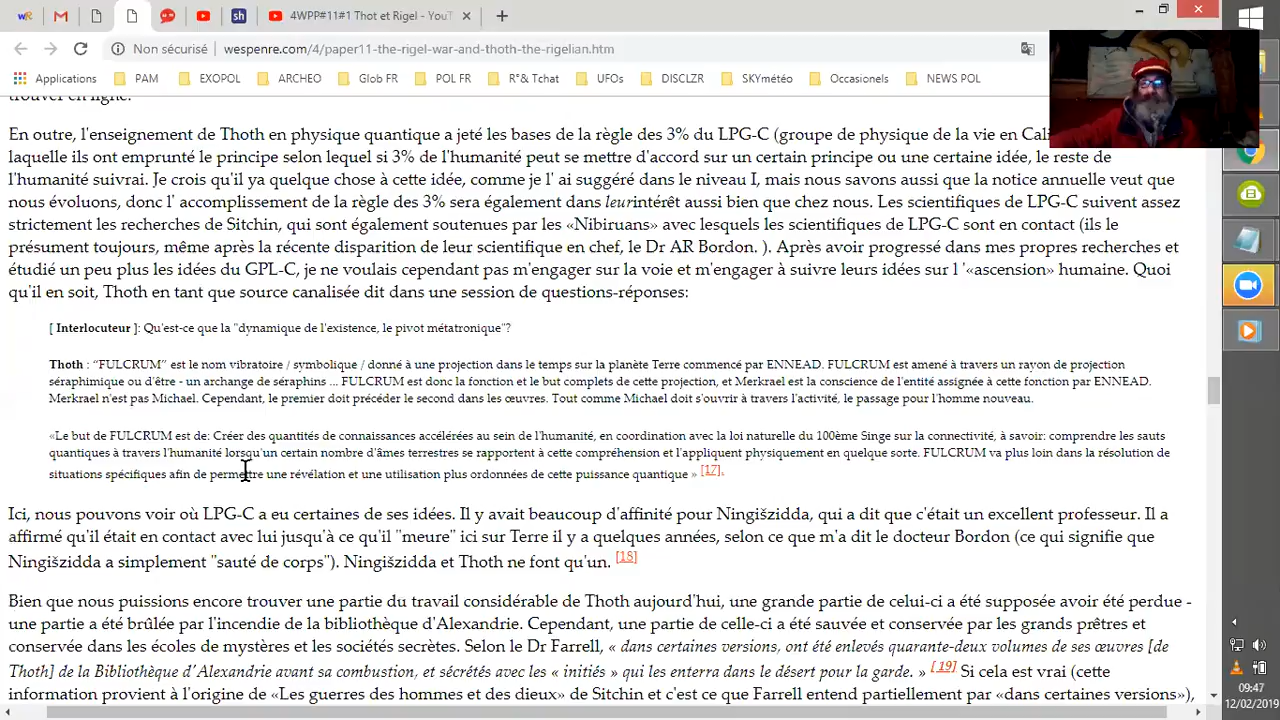 4WPP#11#1 Thot et Rigel - YouT
Non sécurisé
wespenre.com/4/paper11-the-rigel-war-and-thoth-the-rigelian.htm
Applications PAM EXOPOL ARCHEO Glob FR POL FR R°& Tchat UFOs DISCLZR SKYmétéo Occasionels NEWS POL
trouver en ligne.
En outre, l'enseignement de Thoth en physique quantique a jeté les bases de la règle des 3% du LPG-C (groupe de physique de la vie en Cali
laquelle ils ont emprunté le principe selon lequel si 3% de l'humanité peut se mettre d'accord sur un certain principe ou une certaine idée, le reste de
l'humanité suivrai. Je crois qu'il ya quelque chose à cette idée, comme je l' ai suggéré dans le niveau I, mais nous savons aussi que la notice annuelle veut que
nous évoluons, donc l' accomplissement de la règle des 3% sera également dans leurintérêt aussi bien que chez nous. Les scientifiques de LPG-C suivent assez
strictement les recherches de Sitchin, qui sont également soutenues par les «Nibiruans» avec lesquels les scientifiques de LPG-C sont en contact (ils le
présument toujours, même après la récente disparition de leur scientifique en chef, le Dr AR Bordon. ). Après avoir progressé dans mes propres recherches et
étudié un peu plus les idées du GPL-C, je ne voulais cependant pas m'engager sur la voie et m'engager à suivre leurs idées sur l '«ascension» humaine. Quoi
qu'il en soit, Thoth en tant que source canalisée dit dans une session de questions-réponses:
[ Interlocuteur ]: Qu'est-ce que la "dynamique de l'existence, le pivot métatronique"?
Thoth : “FULCRUM” est le nom vibratoire / symbolique / donné à une projection dans le temps sur la planète Terre commencé par ENNEAD. FULCRUM est amené à travers un rayon de projection
séraphimique ou d'être - un archange de séraphins ... FULCRUM est donc la fonction et le but complets de cette projection, et Merkrael est la conscience de l'entité assignée à cette fonction par ENNEAD.
Merkrael n'est pas Michael. Cependant, le premier doit précéder le second dans les œuvres. Tout comme Michael doit s'ouvrir à travers l'activité, le passage pour l'homme nouveau.
«Le but de FULCRUM est de: Créer des quantités de connaissances accélérées au sein de l'humanité, en coordination avec la loi naturelle du 100ème Singe sur la connectivité, à savoir: comprendre les sauts
quantiques à travers l'humanité lorsqu'un certain nombre d'âmes terrestres se rapportent à cette compréhension et l'appliquent physiquement en quelque sorte. FULCRUM va plus loin dans la résolution de
situations spécifiques afin de permettre une révélation et une utilisation plus ordonnées de cette puissance quantique » [17].
Ici, nous pouvons voir où LPG-C a eu certaines de ses idées. Il y avait beaucoup d'affinité pour Ningišzidda, qui a dit que c'était un excellent professeur. Il a
affirmé qu'il était en contact avec lui jusqu'à ce qu'il "meure" ici sur Terre il y a quelques années, selon ce que m'a dit le docteur Bordon (ce qui signifie que
Ningišzidda a simplement "sauté de corps"). Ningišzidda et Thoth ne font qu'un. [18]
Bien que nous puissions encore trouver une partie du travail considérable de Thoth aujourd'hui, une grande partie de celui-ci a été supposée avoir été perdue -
une partie a été brûlée par l'incendie de la bibliothèque d'Alexandrie. Cependant, une partie de celle-ci a été sauvée et conservée par les grands prêtres et
conservée dans les écoles de mystères et les sociétés secrètes. Selon le Dr Farrell, « dans certaines versions, ont été enlevés quarante-deux volumes de ses œuvres [de
Thoth] de la Bibliothèque d'Alexandrie avant sa combustion, et sécrétés avec les « initiés » qui les enterra dans le désert pour la garde. » [19] Si cela est vrai (cette
information provient à l'origine de «Les guerres des hommes et des dieux» de Sitchin et c'est ce que Farrell entend partiellement par «dans certaines versions»),
09:47
12/02/2019